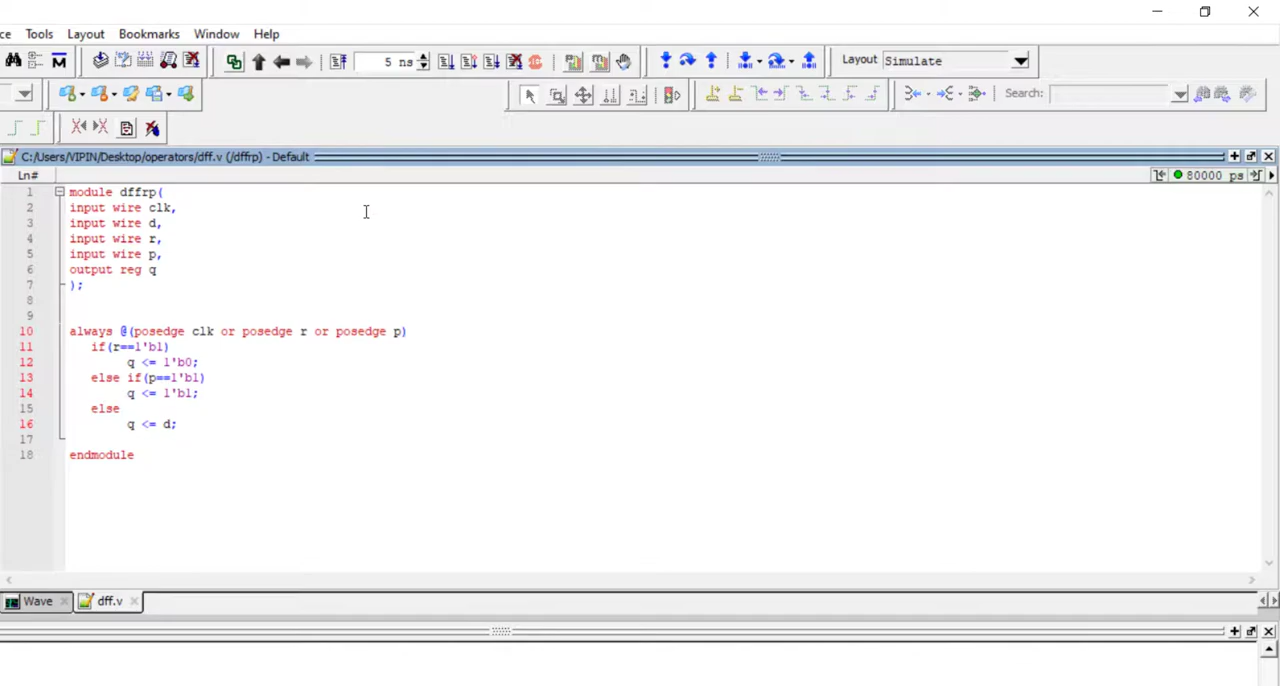 ce Tools Layout Bookmarks Window Help
5 ns Layout Simulate
Search:
C:/Users/VIPIN/Desktop/operators/dff.v (/dffrp) - Default
Ln# 80000 ps
1 module dffrp(
2 input wire clk,
3 input wire d,
4 input wire r,
5 input wire p,
6 output reg q
7 );
8
9
10 always @(posedge clk or posedge r or posedge p)
11 if(r==1'b1)
12 q <= 1'b0;
13 else if(p==1'b1)
14 q <= 1'b1;
15 else
16 q <= d;
17
18 endmodule
Wave dff.v